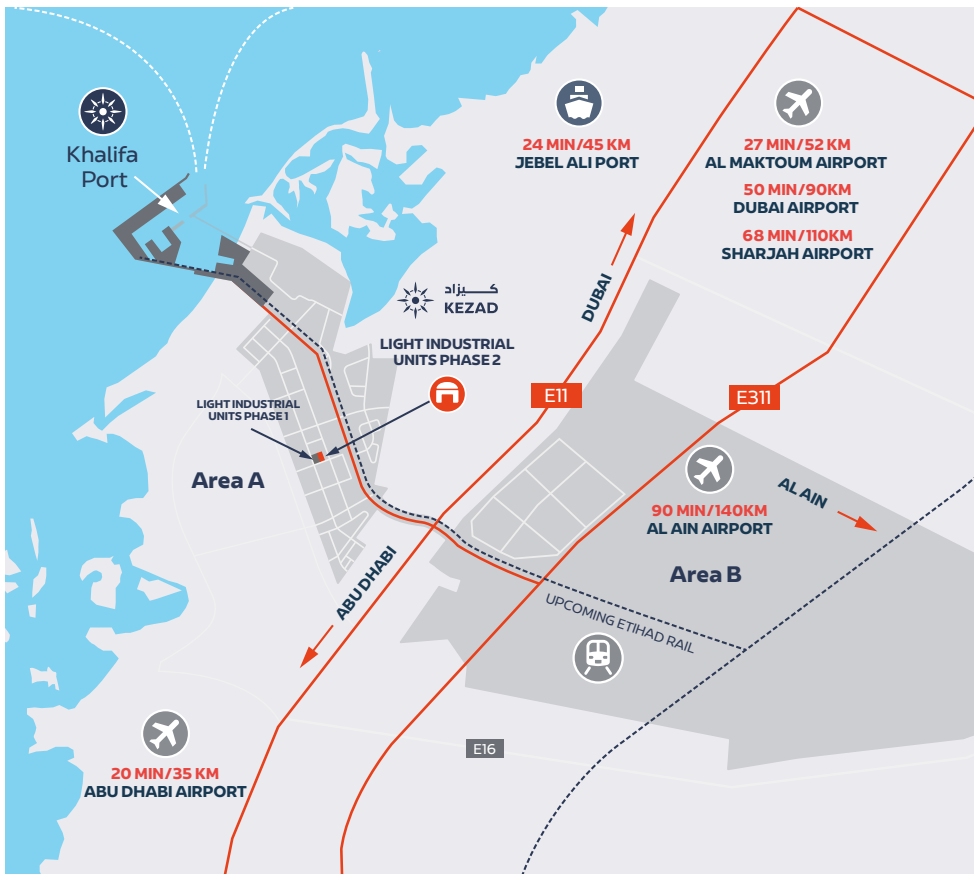 Khalifa
Port
24 MIN/45 KM
JEBEL ALI PORT
27 MIN/52 KM
AL MAKTOUM AIRPORT
50 MIN/90KM
DUBAI AIRPORT
68 MIN/110KM
SHARJAH AIRPORT
DUBAI
كـــيـزاد
KEZAD
LIGHT INDUSTRIAL
UNITS PHASE 2
E11
E311
LIGHT INDUSTRIAL
UNITS PHASE 1
Area A
90 MIN/140KM
AL AIN AIRPORT
AL AIN
ABU DHABI
Area B
UPCOMING ETIHAD RAIL
E16
20 MIN/35 KM
ABU DHABI AIRPORT